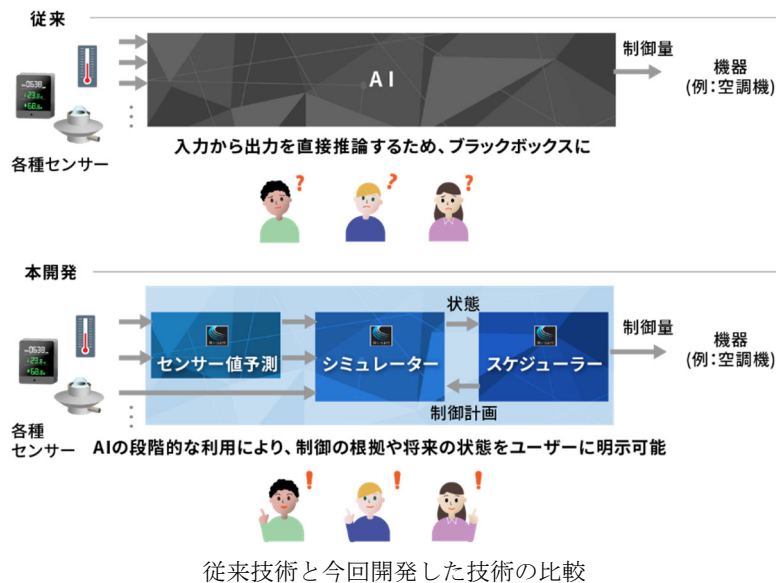 従来
AI
制御量
機器
(例：空調機)
各種センサー
入力から出力を直接推論するため、ブラックボックスに
? ? ?
本開発
状態
センサー値予測
シミュレーター
スケジューラー
制御量
機器
(例：空調機)
制御計画
各種
センサー
AIの段階的な利用により、制御の根拠や将来の状態をユーザーに明示可能
! ! !
従来技術と今回開発した技術の比較